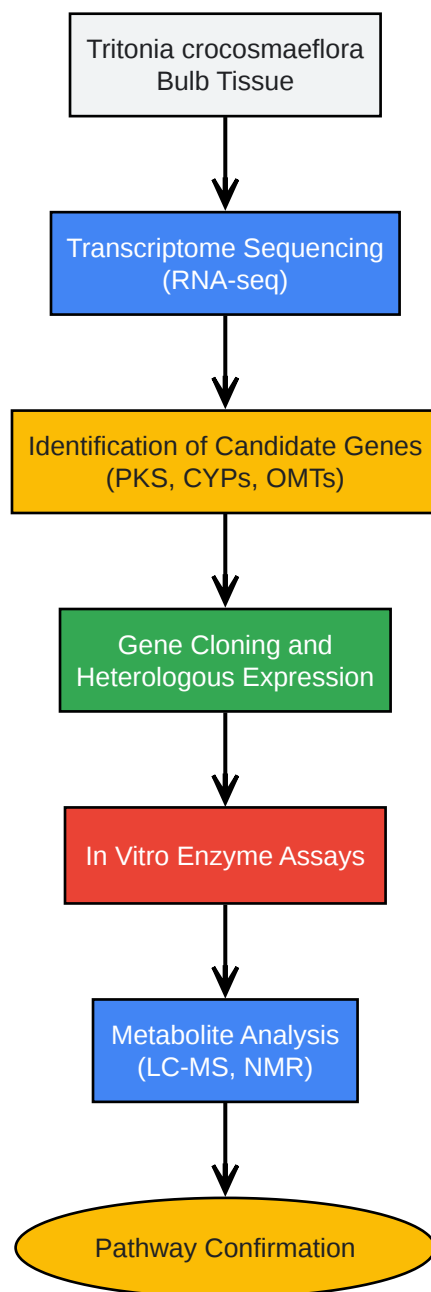 Tritonia crocosmaeflora
Bulb Tissue
Transcriptome Sequencing
(RNA-seq)
Identification of Candidate Genes
(PKS, CYPs, OMTs)
Gene Cloning and
Heterologous Expression
In Vitro Enzyme Assays
Metabolite Analysis
(LC-MS, NMR)
Pathway Confirmation